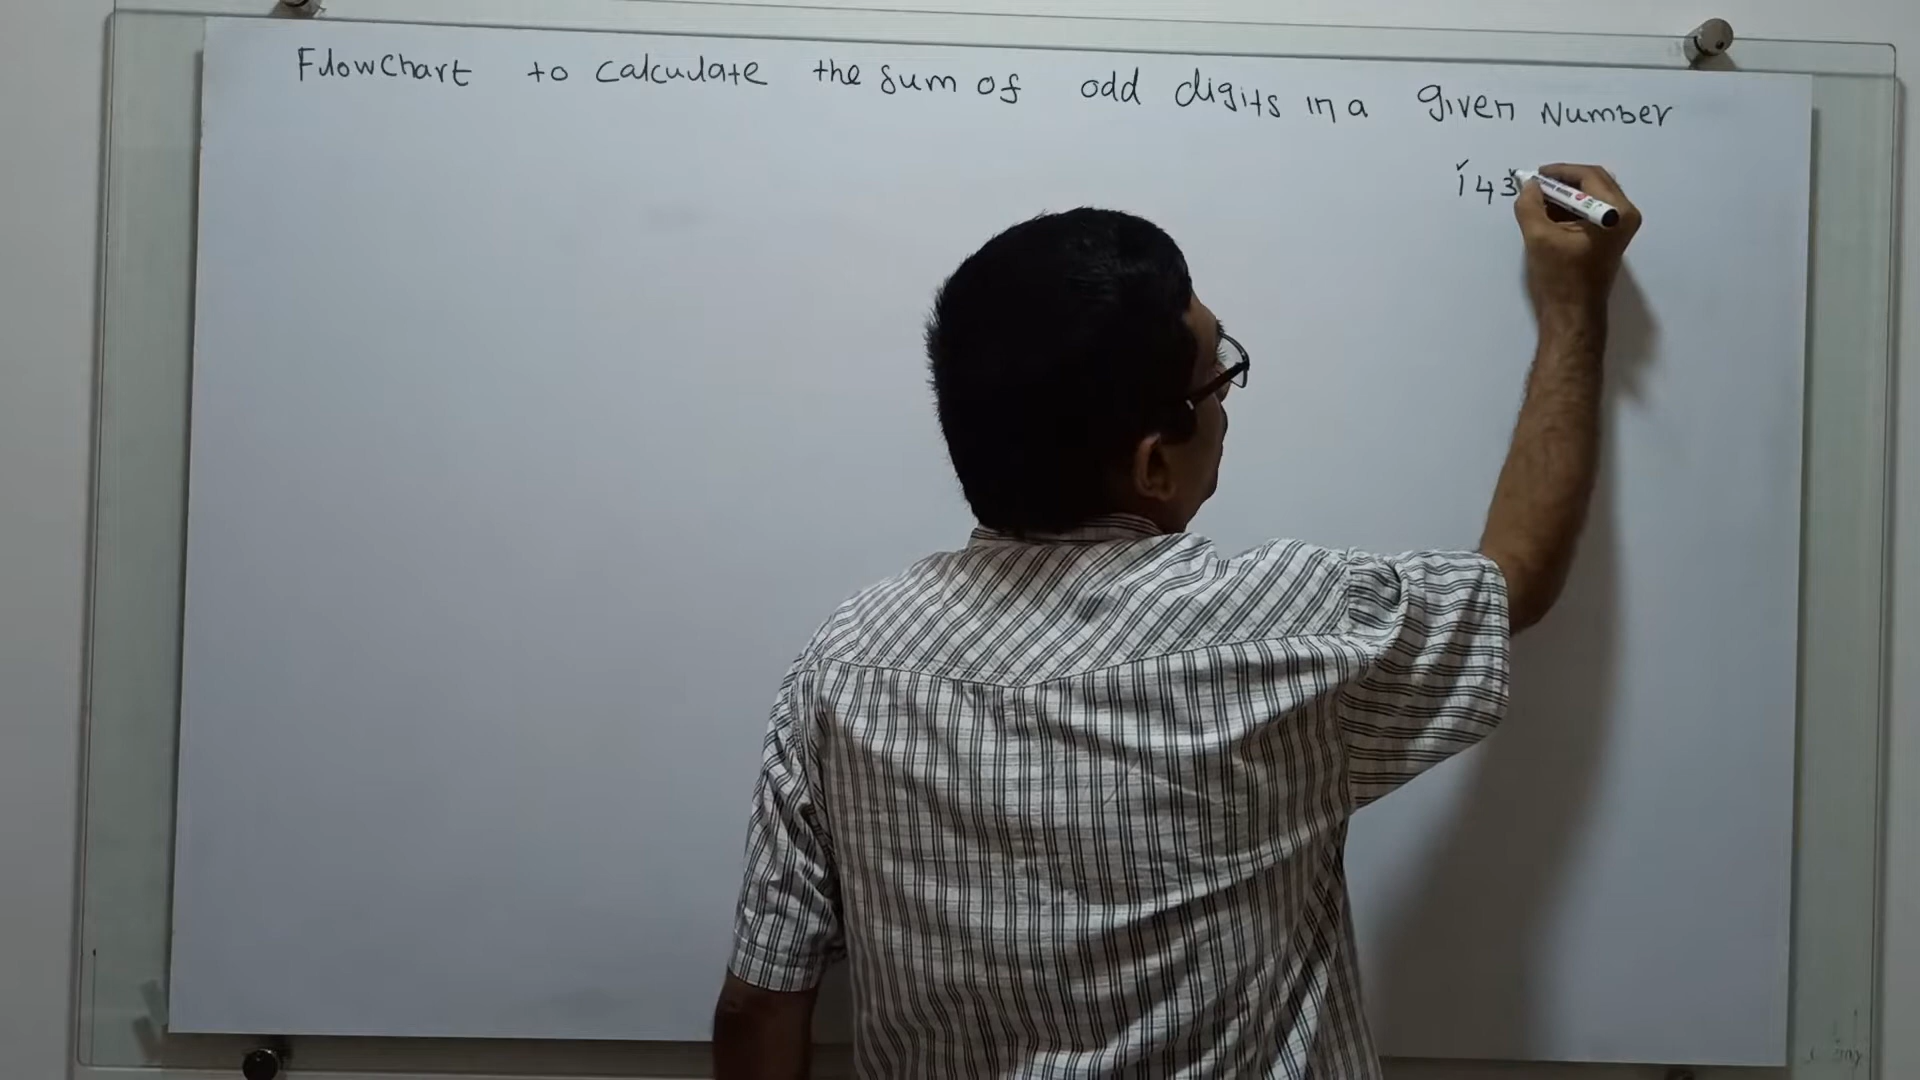 Flowchart to calculate the sum of odd digits in a given Number
143